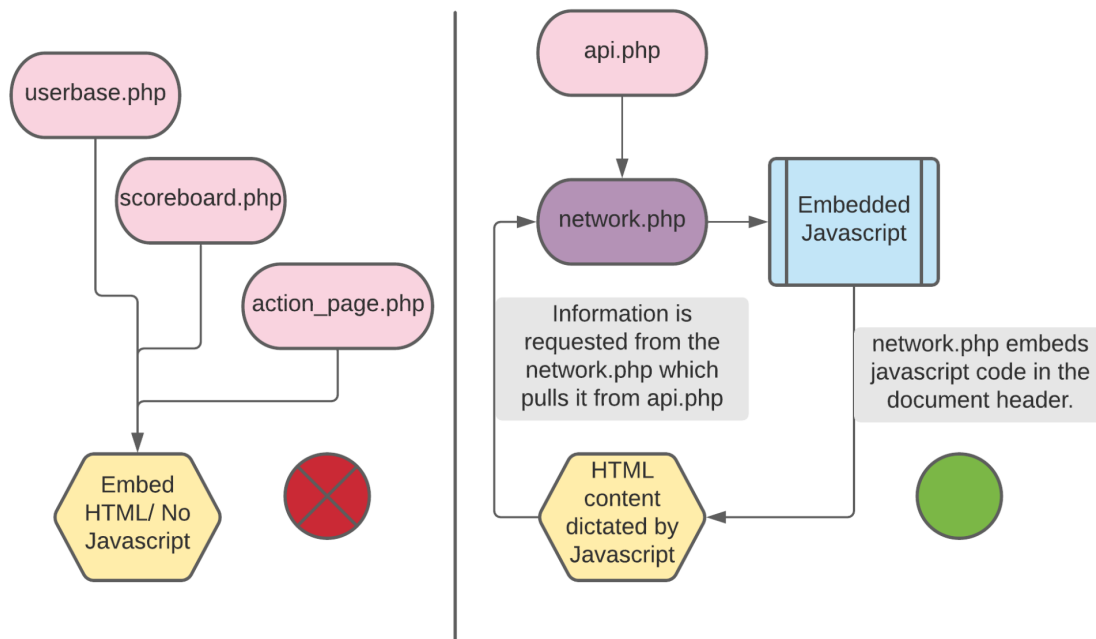 userbase.php
scoreboard.php
action_page.php
Embed
HTML/ No
Javascript
api.php
network.php
Embedded
Javascript
Information is
requested from the
network.php which
pulls it from api.php
network.php embeds
javascript code in the
document header.
HTML
content
dictated by
Javascript